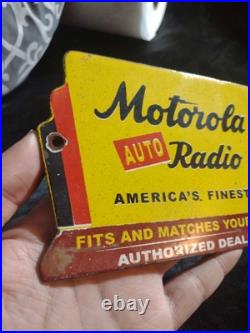 Motorola
AUTO Radio
AMERICA'S FINEST
FITS AND MATCHES YOUR
AUTHORIZED DEAL